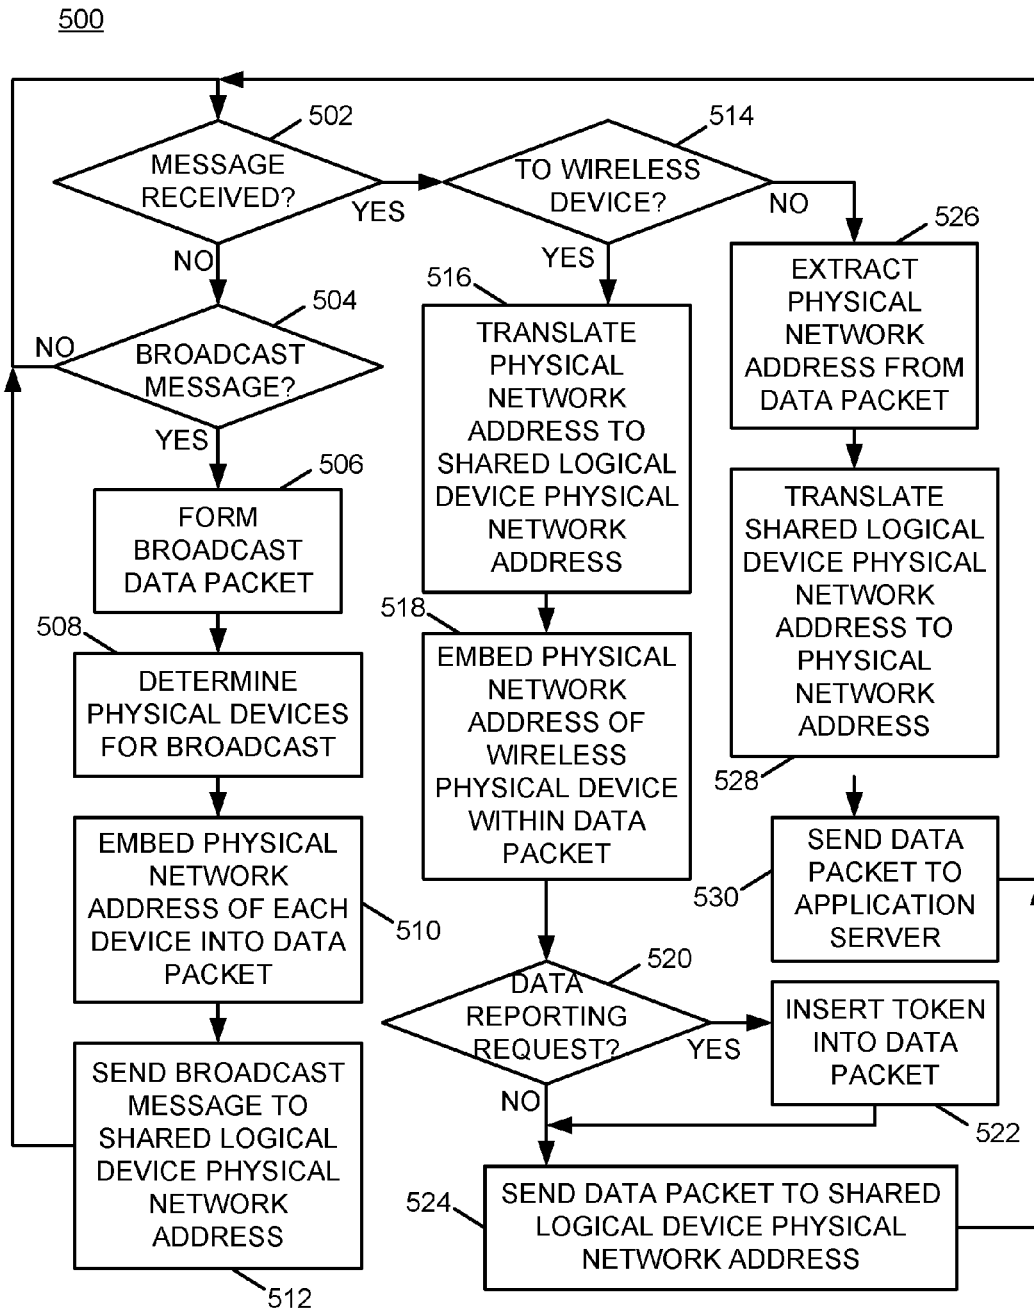 500
502
MESSAGE
RECEIVED?
YES
NO
514
TO WIRELESS
DEVICE?
NO
YES
504
BROADCAST
MESSAGE?
NO
YES
506
FORM
BROADCAST
DATA PACKET
508
DETERMINE
PHYSICAL DEVICES
FOR BROADCAST
EMBED PHYSICAL
NETWORK
ADDRESS OF EACH
DEVICE INTO DATA
PACKET
510
SEND BROADCAST
MESSAGE TO
SHARED LOGICAL
DEVICE PHYSICAL
NETWORK
ADDRESS
512
516
TRANSLATE
PHYSICAL
NETWORK
ADDRESS TO
SHARED LOGICAL
DEVICE PHYSICAL
NETWORK
ADDRESS
518
EMBED PHYSICAL
NETWORK
ADDRESS OF
WIRELESS
PHYSICAL DEVICE
WITHIN DATA
PACKET
520
DATA
REPORTING
REQUEST?
YES
NO
INSERT TOKEN
INTO DATA
PACKET
522
524
SEND DATA PACKET TO SHARED
LOGICAL DEVICE PHYSICAL
NETWORK ADDRESS
526
EXTRACT
PHYSICAL
NETWORK
ADDRESS FROM
DATA PACKET
TRANSLATE
SHARED LOGICAL
DEVICE PHYSICAL
NETWORK
ADDRESS TO
PHYSICAL
NETWORK
ADDRESS
528
SEND DATA
PACKET TO
APPLICATION
SERVER
530